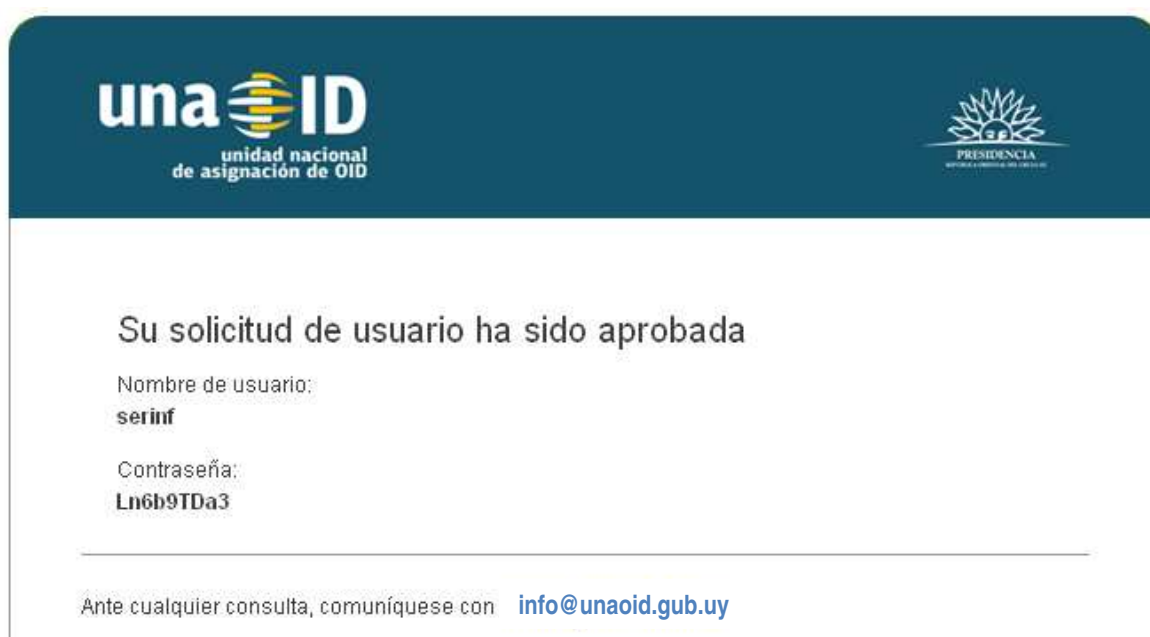 una ID
unidad nacional
de asignación de OID
PRESIDENCIA
Su solicitud de usuario ha sido aprobada
Nombre de usuario:
serinf
Contraseña:
Ln6b9TDa3
Ante cualquier consulta, comuníquese con info@unaoid.gub.uy